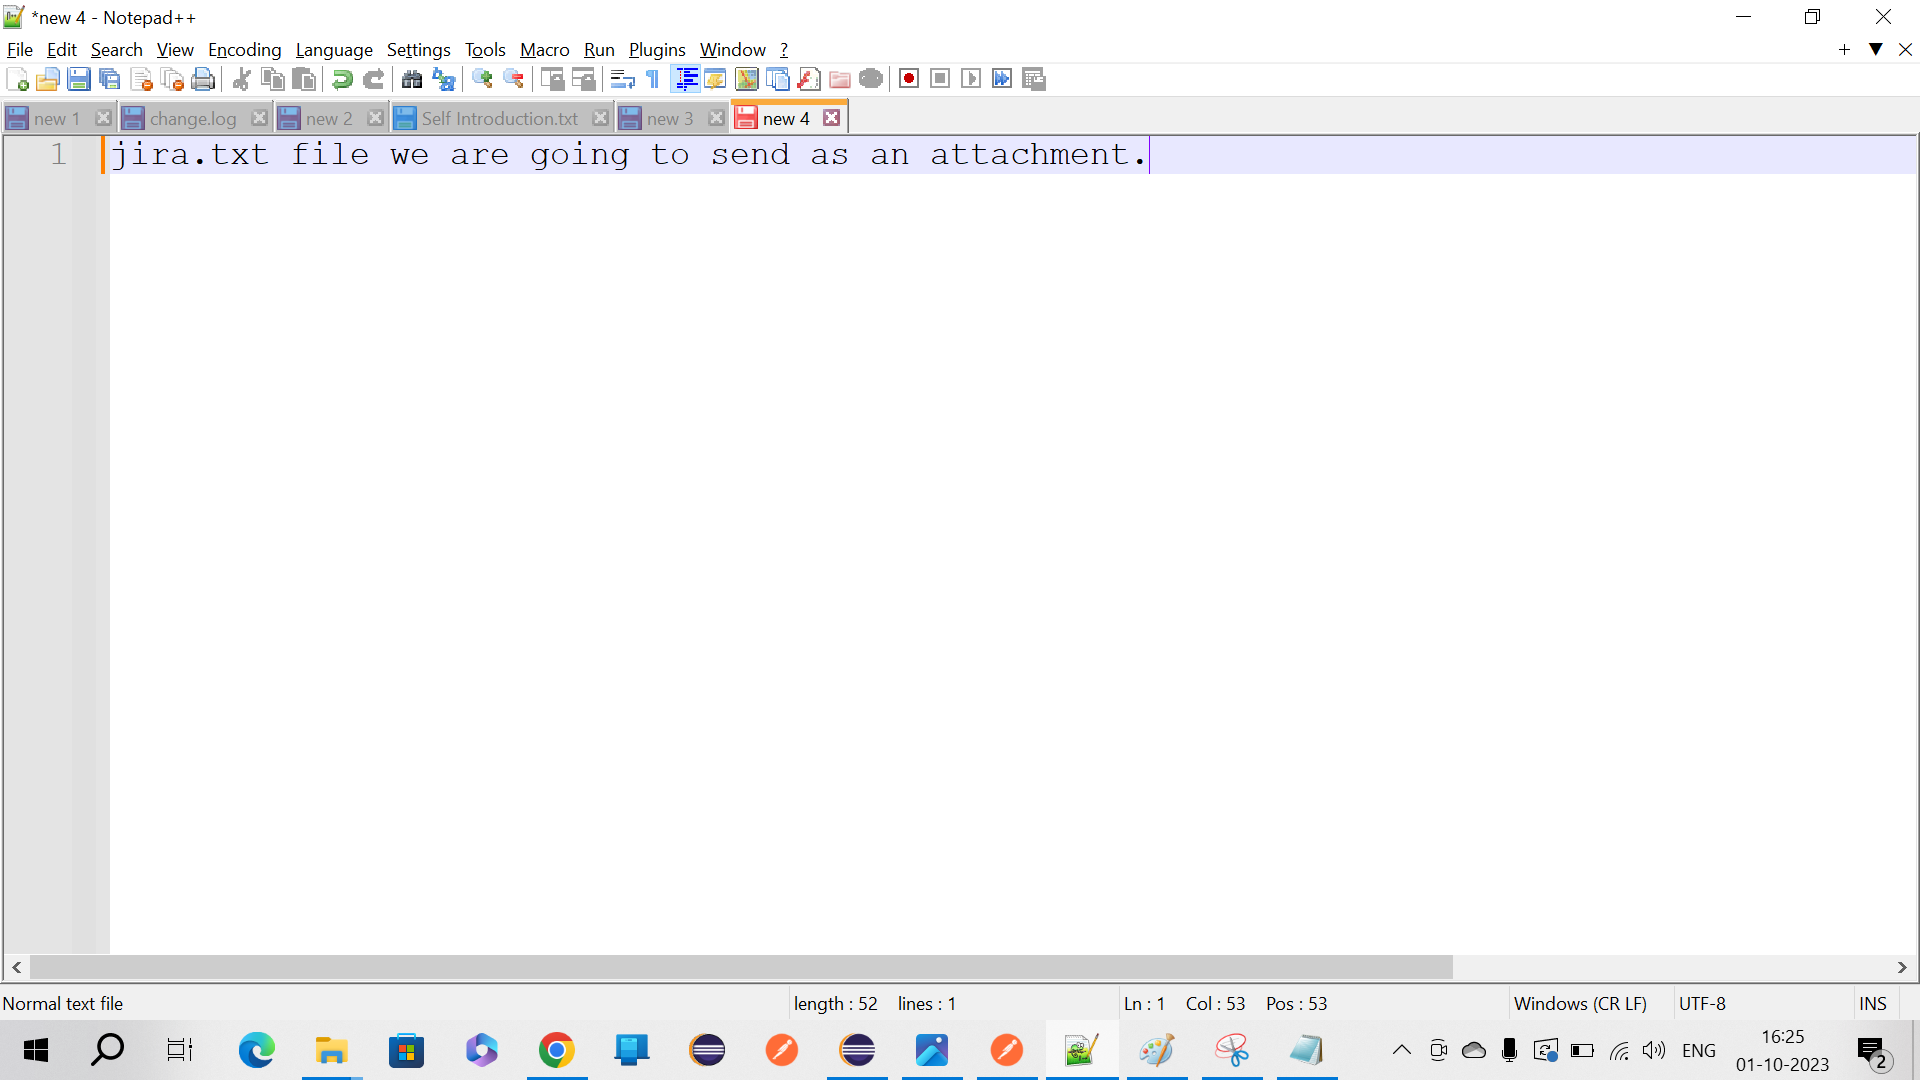 *new 4 - Notepad++
File Edit Search View Encoding Language Settings Tools Macro Run Plugins Window ?
new 1 change.log new 2 Self Introduction.txt new 3 new 4
1 jira.txt file we are going to send as an attachment.
Normal text file length : 52 lines : 1 Ln : 1 Col : 53 Pos : 53 Windows (CR LF) UTF-8 INS
ENG 16:25
01-10-2023
2